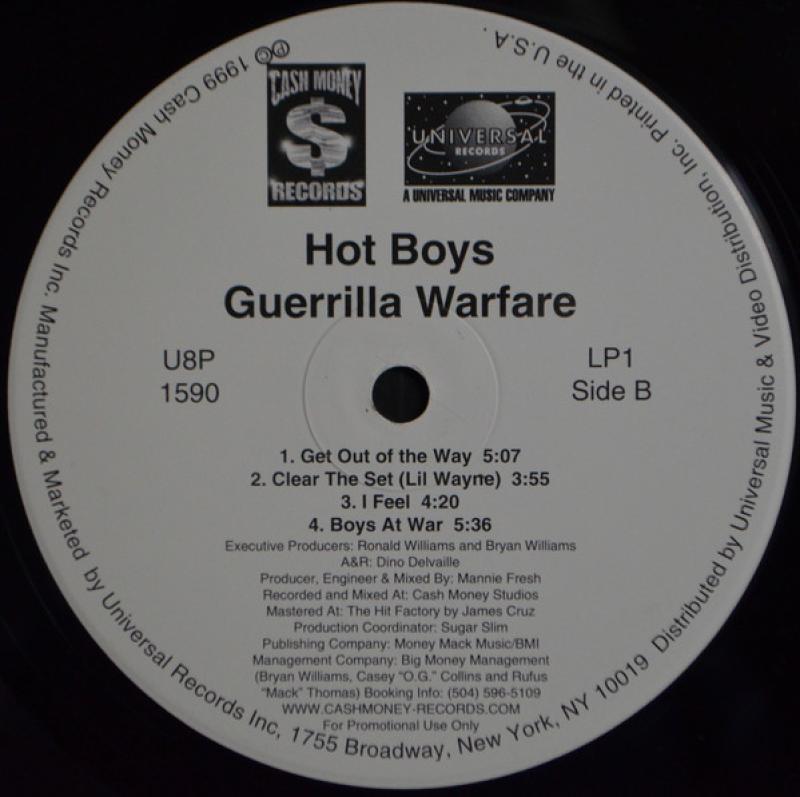 CASH MONEY
$
RECORDS
UNIVERSAL
RECORDS
A UNIVERSAL MUSIC COMPANY
Hot Boys
Guerrilla Warfare
U8P
1590
LP1
Side B
1. Get Out of the Way 5:07
2. Clear The Set (Lil Wayne) 3:55
3. I Feel 4:20
4. Boys At War 5:36
Executive Producers: Ronald Williams and Bryan Williams
A&R: Dino Delvaille
Producer, Engineer & Mixed By: Mannie Fresh
Recorded and Mixed At: Cash Money Studios
Mastered At: The Hit Factory by James Cruz
Production Coordinator: Sugar Slim
Publishing Company: Money Mack Music/BMI
Management Company: Big Money Management
(Bryan Williams, Casey "O.G." Collins and Rufus
"Mack" Thomas) Booking Info: (504) 596-5109
WWW.CASHMONEY-RECORDS.COM
For Promotional Use Only
℗© 1999 Cash Money Records Inc. Manufactured & Marketed by Universal Records Inc, 1755 Broadway, New York, NY 10019 Distributed by Universal Music & Video Distribution, Inc. Printed in the U.S.A.